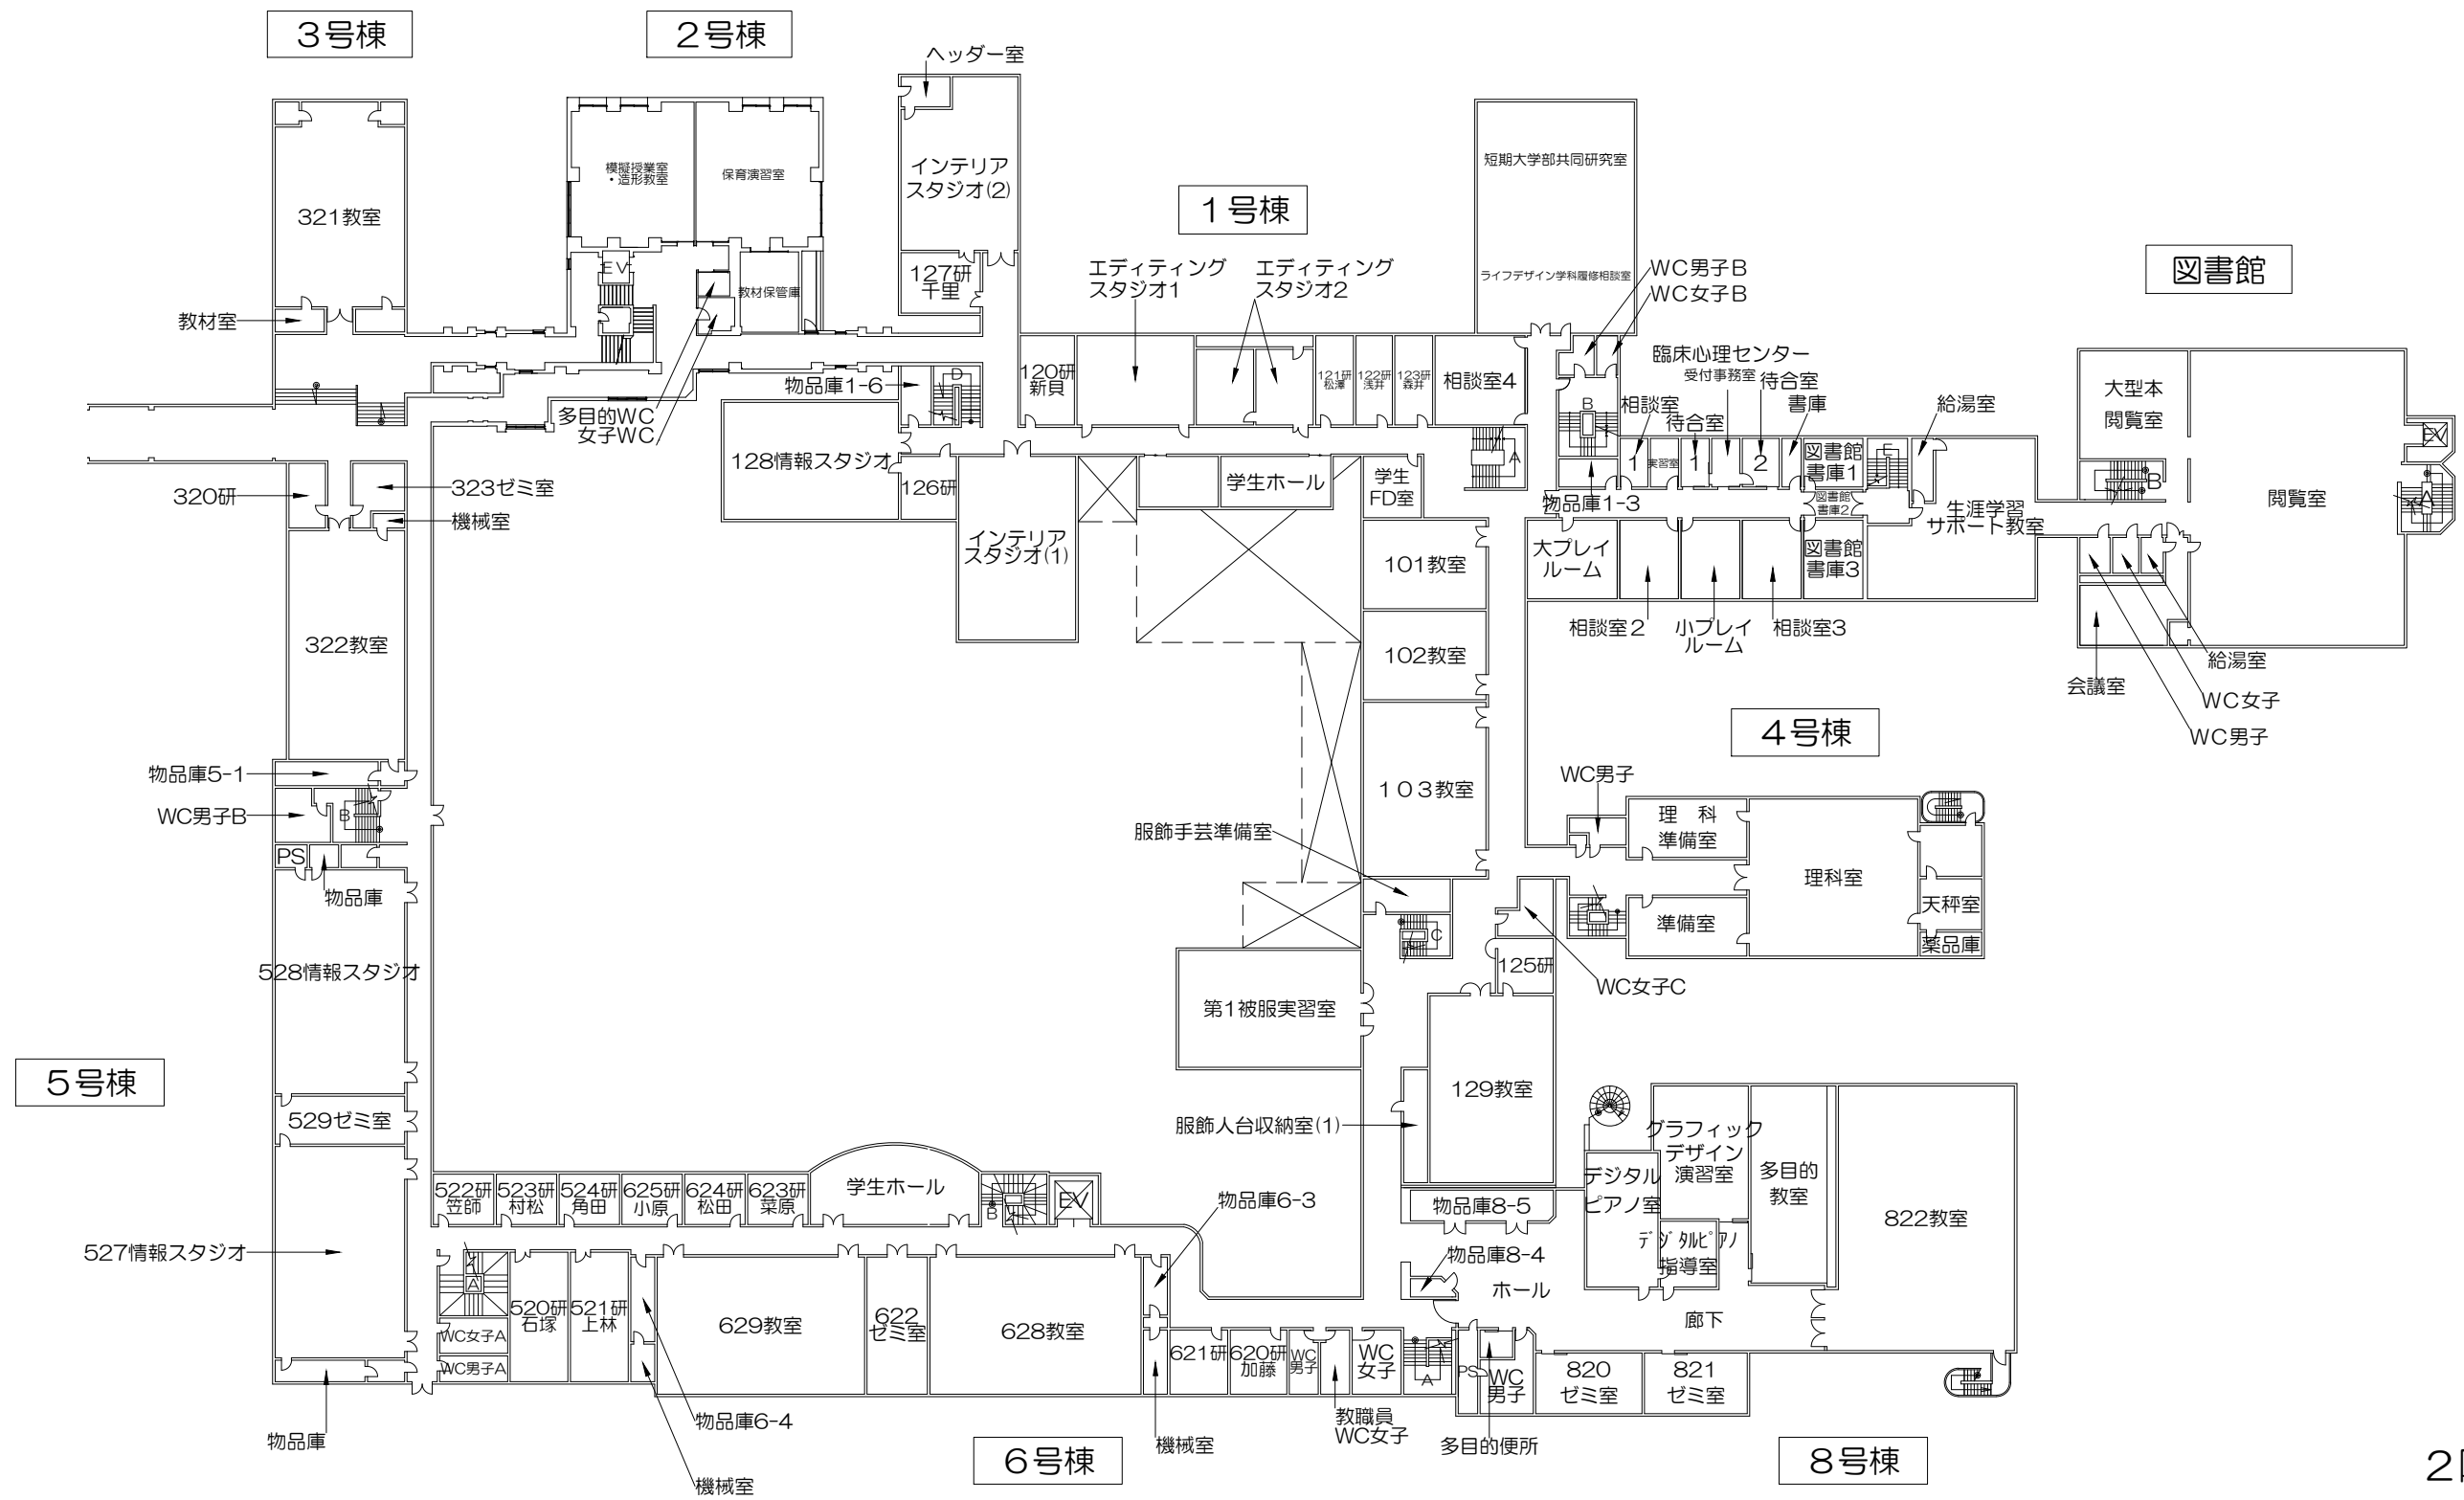 3号棟
2号棟
ヘッダー室
321教室
模擬授業室
・造形教室
保育演習室
インテリア
スタジオ(2)
1号棟
短期大学部共同研究室
EV
教材保管庫
127研
千里
エディティング
スタジオ1
エディティング
スタジオ2
ライフデザイン学科履修相談室
WC男子B
WC女子B
図書館
教材室
物品庫1-6
D
多目的WC
女子WC
120研
新貝
121研
松澤
122研
浅井
123研
森井
相談室4
臨床心理センター
受付事務室
待合室
書庫
相談室
待合室
給湯室
大型本
閲覧室
EV
B
128情報スタジオ
126研
学生ホール
学生
FD室
A
1
実習室
1
2
図書館
書庫1
E
図書館
書庫2
物品庫1-3
生涯学習
サポート教室
B
閲覧室
A
320研
323ゼミ室
機械室
インテリア
スタジオ(1)
101教室
大プレイ
ルーム
図書館
書庫3
322教室
102教室
相談室2
小プレイ
ルーム
相談室3
給湯室
会議室
WC女子
WC男子
4号棟
物品庫5-1
WC男子B
B
PS
物品庫
103教室
服飾手芸準備室
WC男子
理 科
準備室
理科室
天秤室
準備室
薬品庫
C
125研
WC女子C
528情報スタジオ
第1被服実習室
5号棟
529ゼミ室
129教室
服飾人台収納室(1)
グラフィック
デザイン
演習室
多目的
教室
デジタル
ピアノ室
822教室
522研
笠師
523研
村松
524研
角田
625研
小原
624研
松田
623研
菜原
学生ホール
B
EV
物品庫6-3
物品庫8-5
デジタルピアノ
指導室
527情報スタジオ
物品庫8-4
ホール
廊下
A
520研
石塚
521研
上林
WC女子A
WC男子A
629教室
622
ゼミ室
628教室
621研
620研
加藤
WC
男子
WC
女子
A
PS
WC
男子
820
ゼミ室
821
ゼミ室
物品庫
物品庫6-4
機械室
機械室
教職員
WC女子
多目的便所
6号棟
8号棟